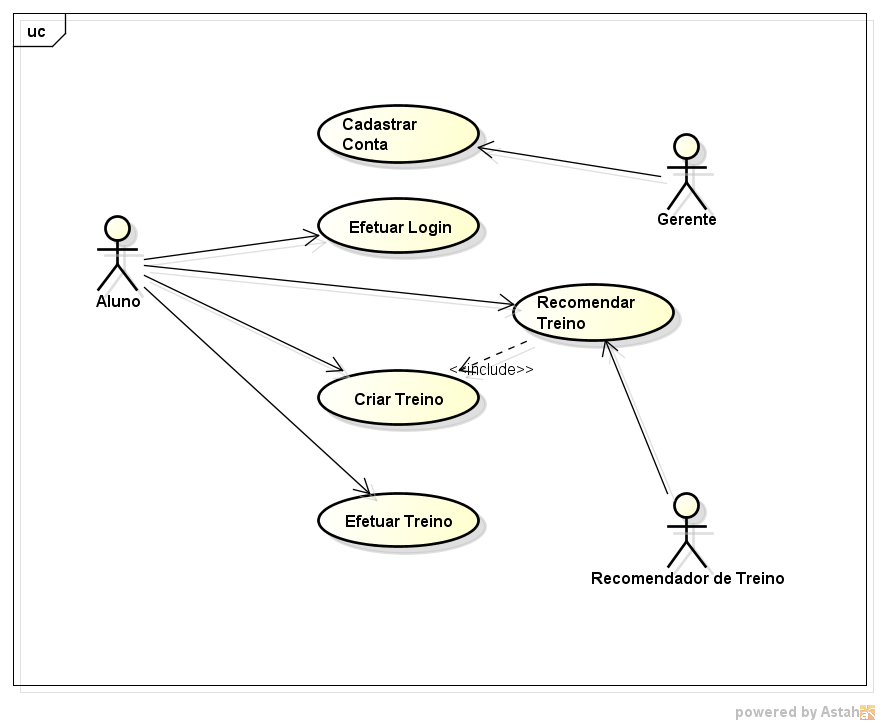 uc
Cadastrar
Conta
Gerente
Efetuar Login
Aluno
Recomendar
Treino
<<include>>
Criar Treino
Efetuar Treino
Recomendador de Treino
powered by Astah